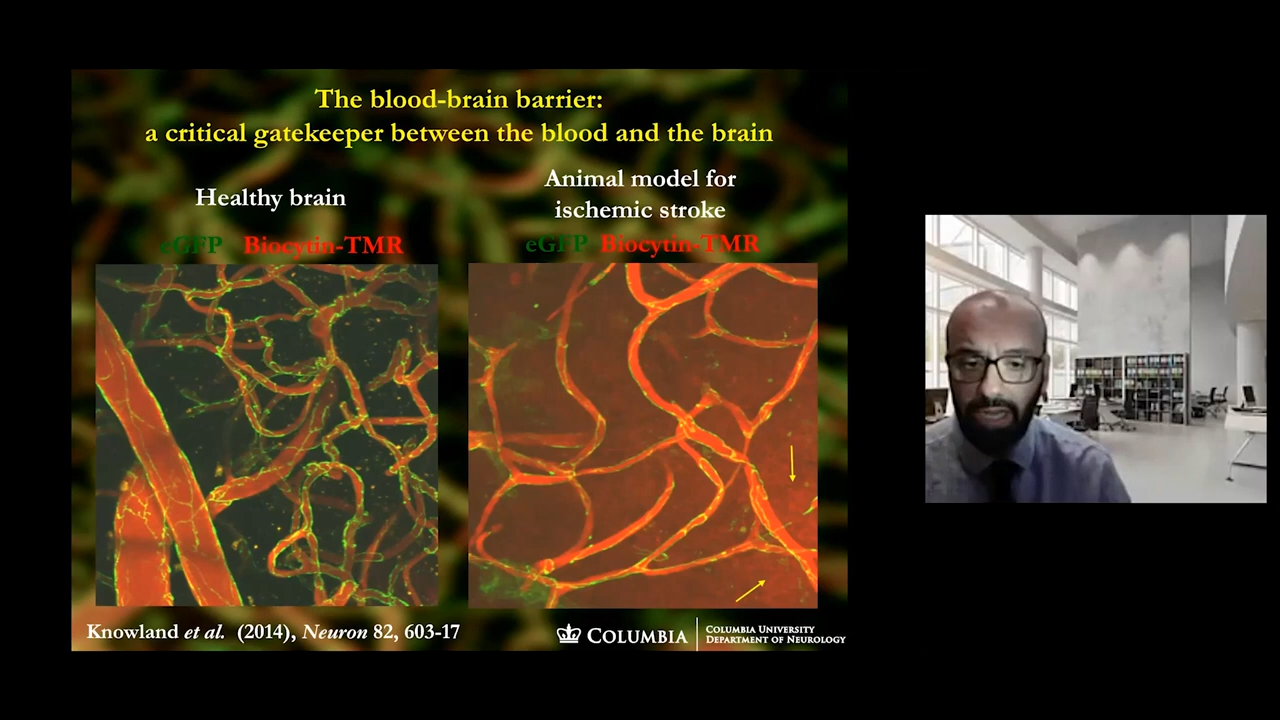 The blood-brain barrier:
a critical gatekeeper between the blood and the brain
Healthy brain
Animal model for
ischemic stroke
eGFP Biocytin-TMR
eGFP Biocytin-TMR
Knowland et al. (2014), Neuron 82, 603-17
COLUMBIA
COLUMBIA UNIVERSITY
DEPARTMENT OF NEUROLOGY